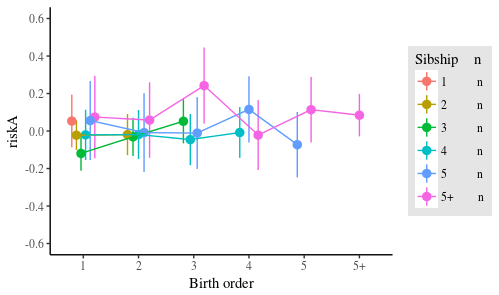 0.6
0.4
0.2
0.0
-0.2
-0.4
-0.6
riskA
1 2 3 4 5 5+
Birth order
Sibship n
1 n
2 n
3 n
4 n
5 n
5+ n